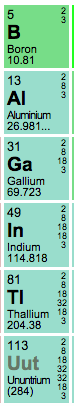 5 2
3
B
Boron
10.81
13 2
8
3
Al
Aluminium
26.981...
31 2
8
18
3
Ga
Gallium
69.723
49 2
8
18
18
3
In
Indium
114.818
81 2
8
18
32
18
3
Tl
Thallium
204.38
113 2
8
18
32
32
18
3
Uut
Ununtrium
(284)